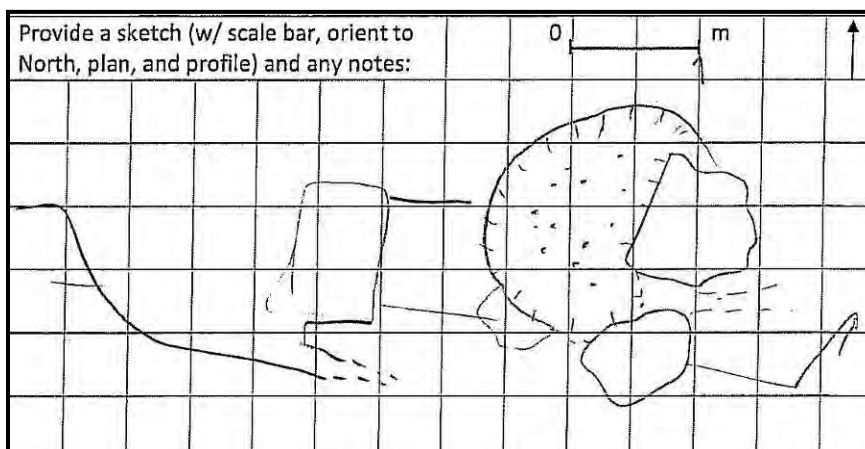 Provide a sketch (w/ scale bar, orient to 0 m
North, plan, and profile) and any notes: